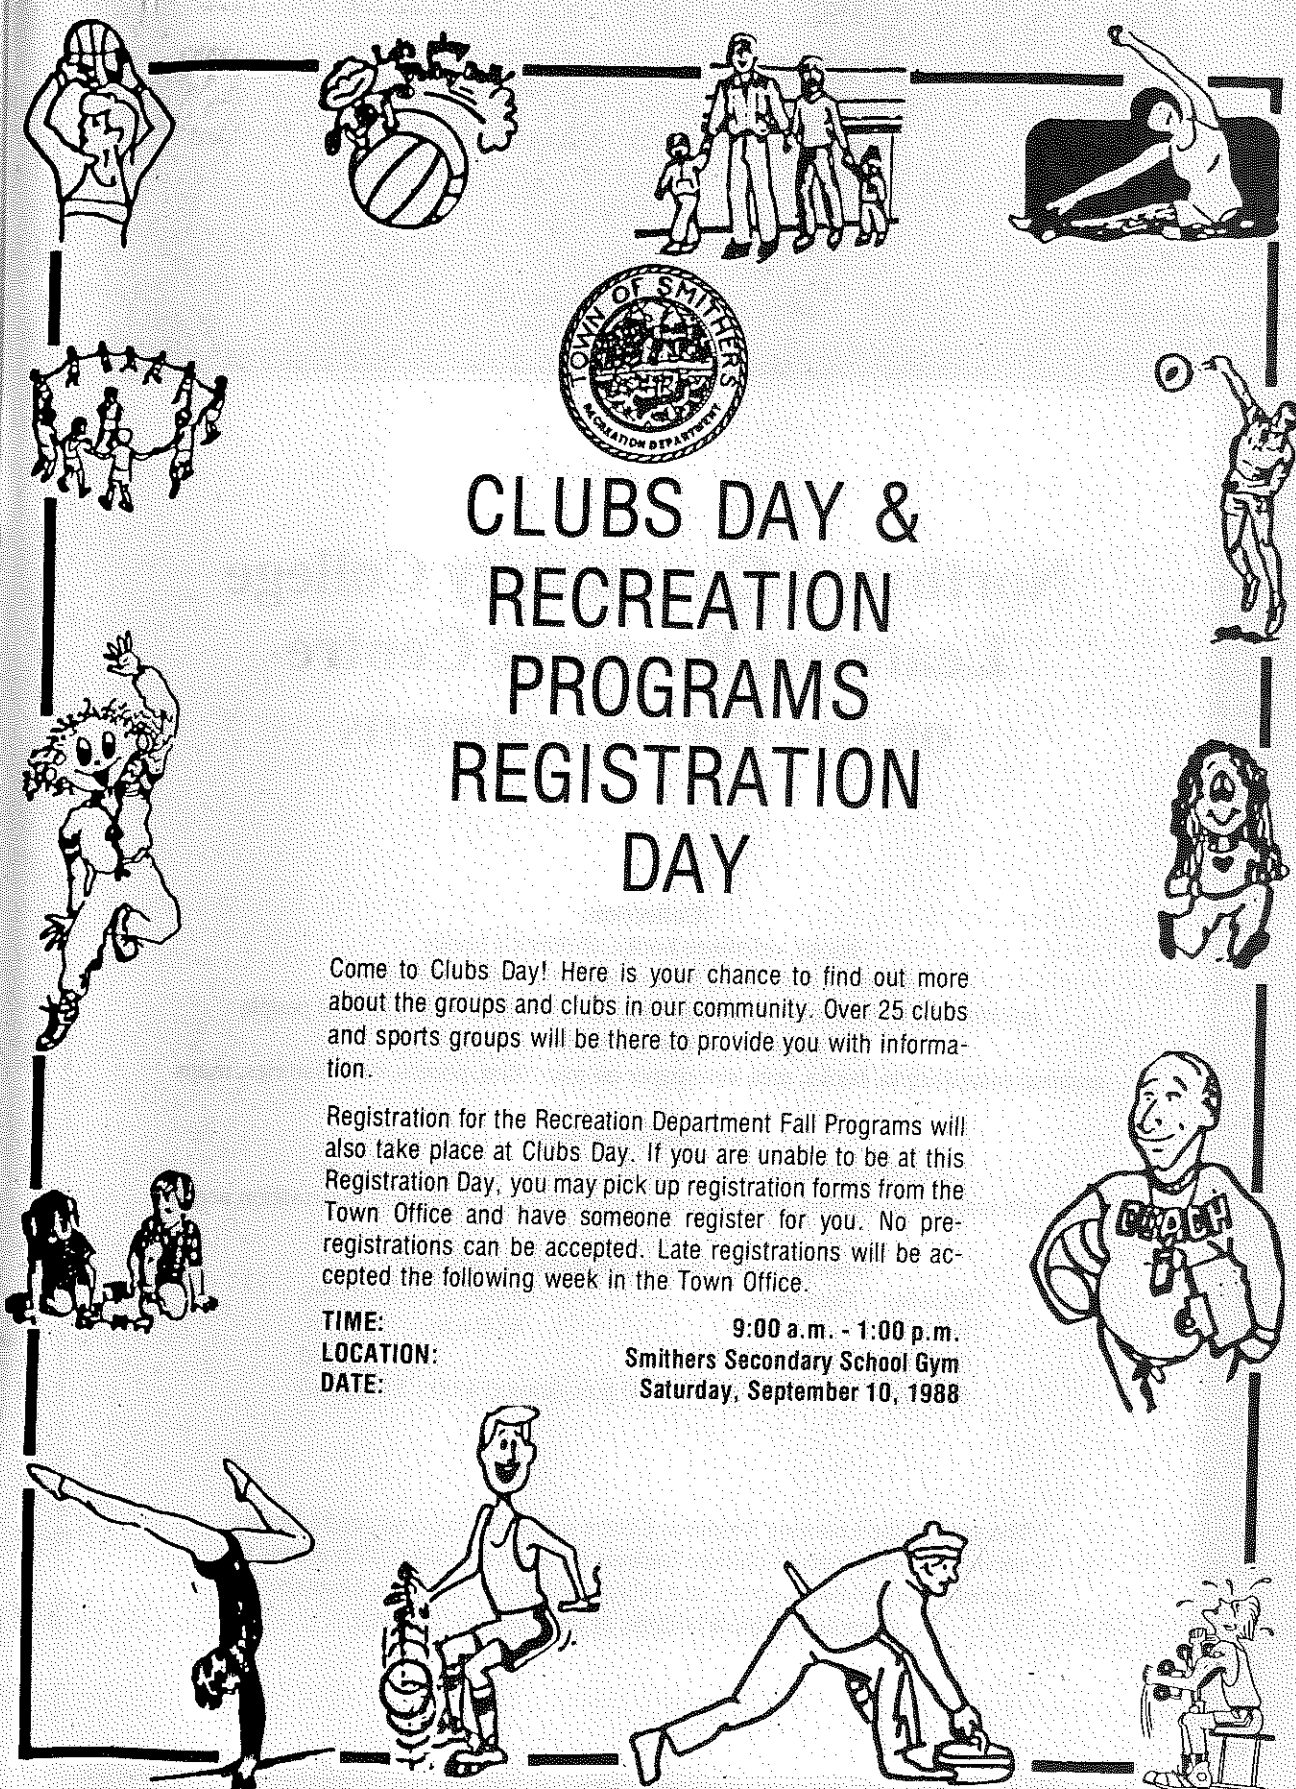 TOWN OF SMITHERS
RECREATION DEPARTMENT
CLUBS DAY &
RECREATION
PROGRAMS
REGISTRATION
DAY
Come to Clubs Day! Here is your chance to find out more
about the groups and clubs in our community. Over 25 clubs
and sports groups will be there to provide you with informa-
tion.
Registration for the Recreation Department Fall Programs will
also take place at Clubs Day. If you are unable to be at this
Registration Day, you may pick up registration forms from the
Town Office and have someone register for you. No pre-
registrations can be accepted. Late registrations will be ac-
cepted the following week in the Town Office.
TIME: 9:00 a.m. - 1:00 p.m.
LOCATION: Smithers Secondary School Gym
DATE: Saturday, September 10, 1988
COACH